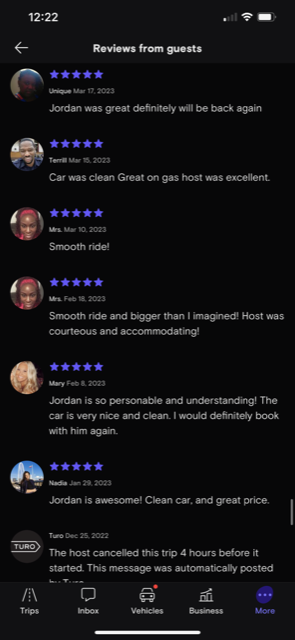 12:22
Reviews from guests
Unique Mar 17, 2023
Jordan was great definitely will be back again
Terrill Mar 15, 2023
Car was clean Great on gas host was excellent.
Mrs. Mar 10, 2023
Smooth ride!
Mrs. Feb 18, 2023
Smooth ride and bigger than I imagined! Host was
courteous and accommodating!
Mary Feb 8, 2023
Jordan is so personable and understanding! The
car is very nice and clean. I would definitely book
with him again.
Nadia Jan 29, 2023
Jordan is awesome! Clean car, and great price.
TURO
Turo Dec 25, 2022
The host cancelled this trip 4 hours before it
started. This message was automatically posted
by Turo.
Trips Inbox Vehicles Business More